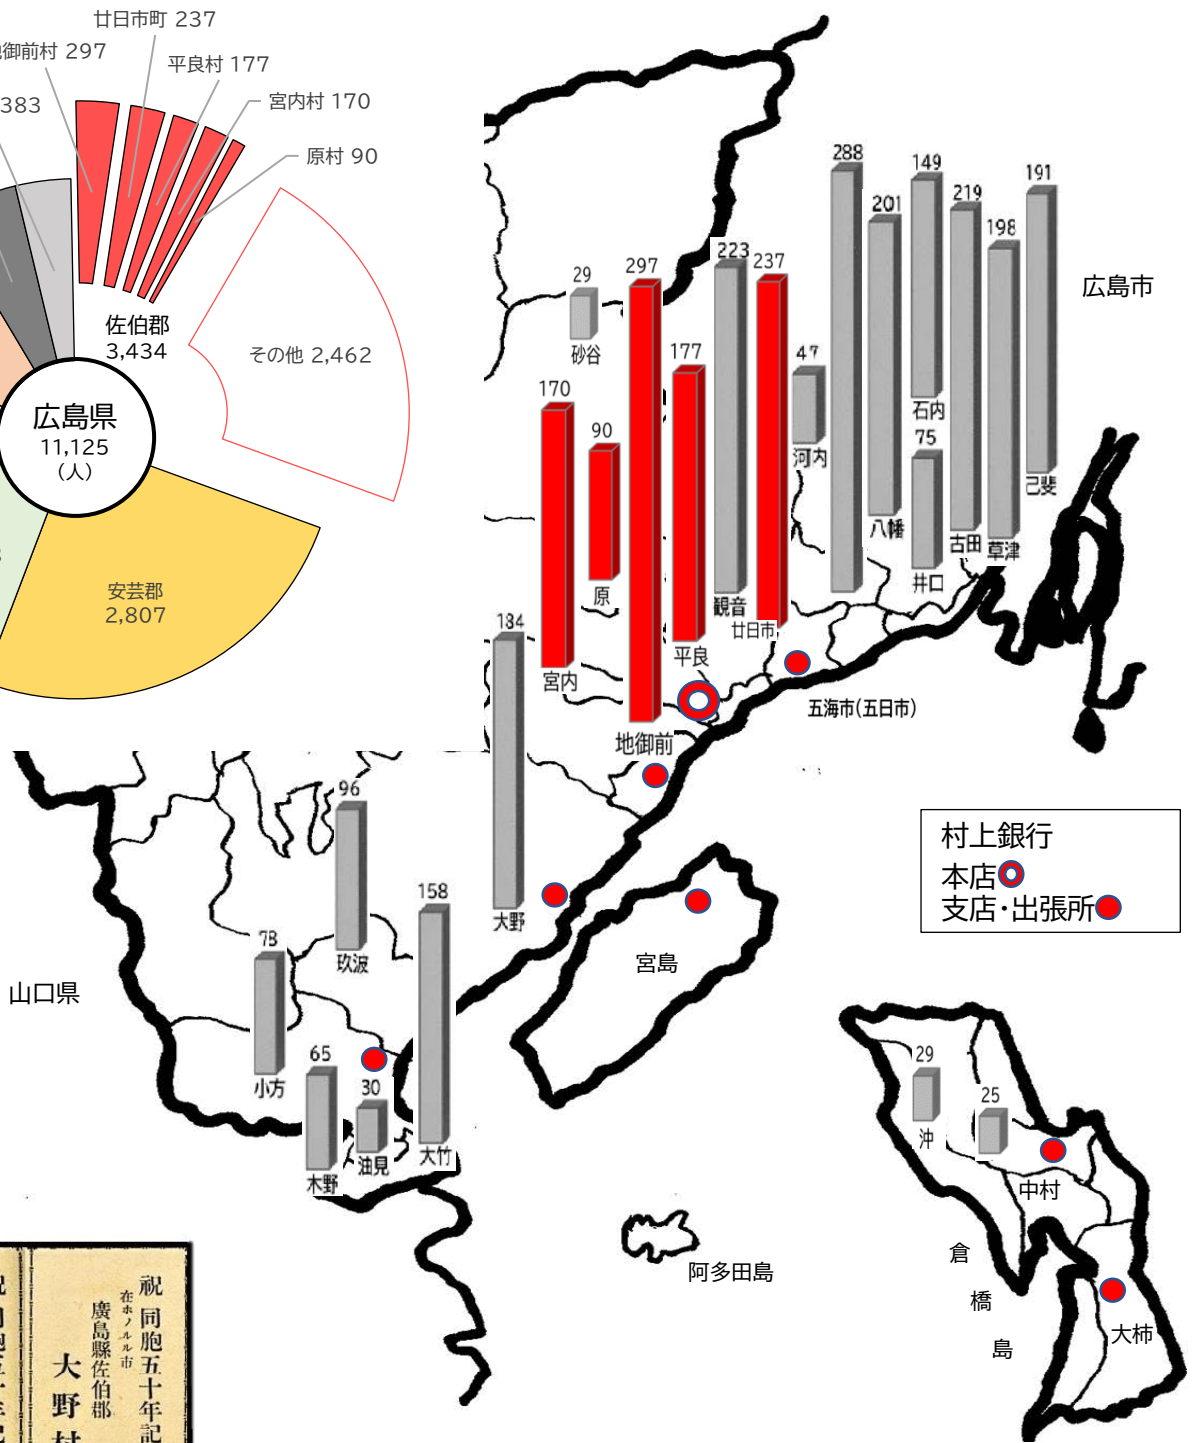 廿日市町 237
地御前村 297
平良村 177
383
宮内村 170
原村 90
佐伯郡
3,434
その他 2,462
広島県
11,125
(人)
安芸郡
2,807
288
149
191
201
219
198
広島市
223
237
297
29
砂谷
47
177
170
石内
90
75
河内
己斐
八幡
古田
草津
井口
原
観音
廿日市
184
平良
宮内
五海市(五日市)
地御前
96
村上銀行
本店
支店・出張所
158
大野
78
玖波
宮島
山口県
65
29
30
小方
25
沖
油見
大竹
木野
中村
倉
橋
島
阿多田島
大柿
祝 同胞五十年記
在ホノルル市
廣島縣佐伯郡
大野村